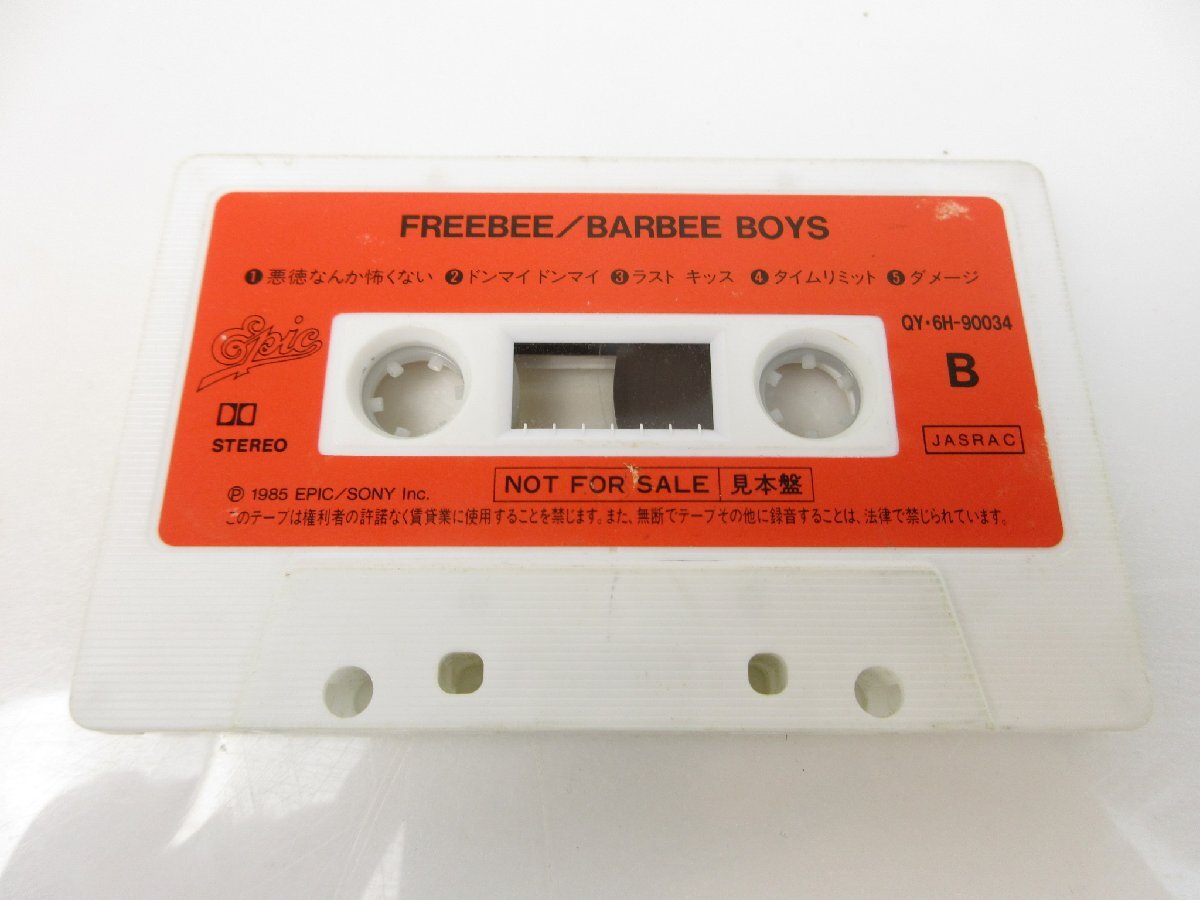 FREEBEE/BARBEE BOYS
❶悪徳なんか怖くない ❷ドンマイドンマイ ❸ラスト キッス ❹タイムリミット ❺ダメージ
Epic
QY・6H-90034
B
STEREO
JASRAC
NOT FOR SALE 見本盤
Ⓟ 1985 EPIC/SONY Inc.
このテープは権利者の許諾なく賃貸業に使用することを禁じます。また、無断でテープその他に録音することは、法律で禁じられています。